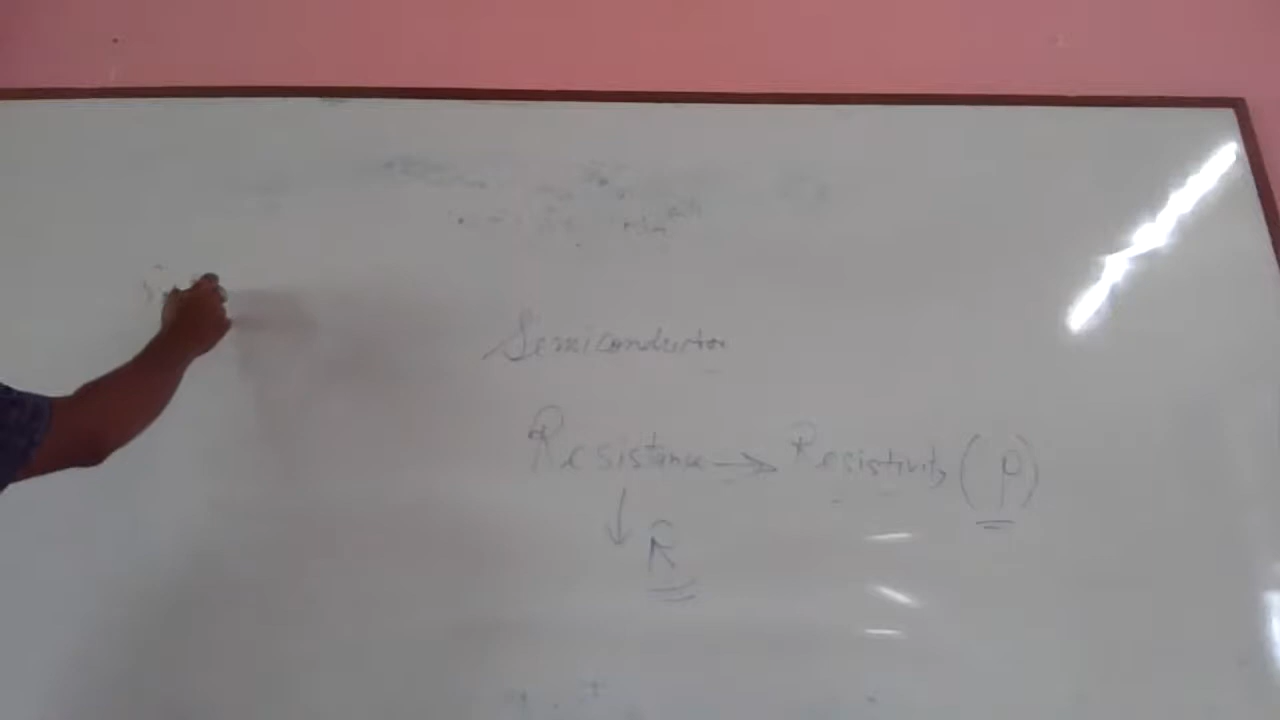 Semiconductor
Resistance → Resistivity (ρ)
↓ R